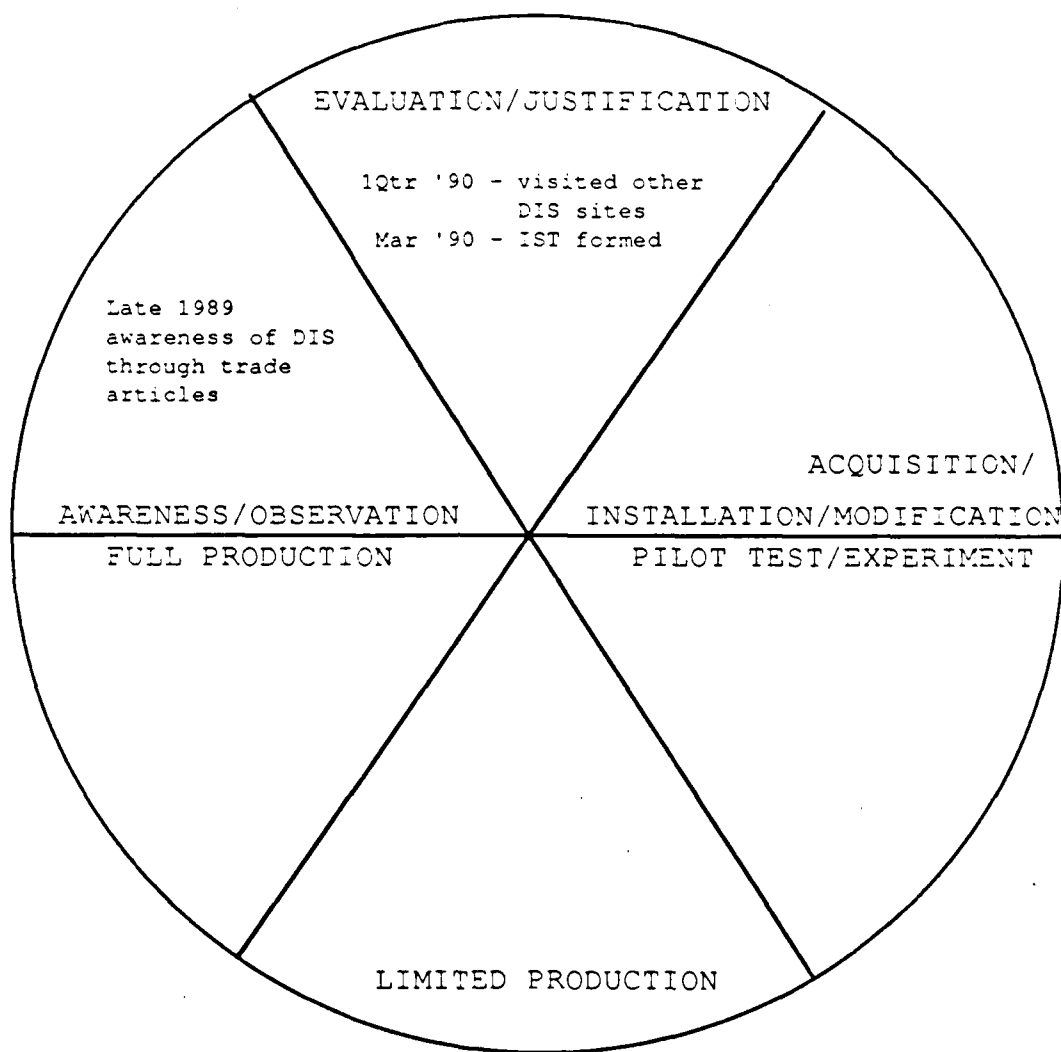 EVALUATION/JUSTIFICATION
1Qtr '90 - visited other
DIS sites
Mar '90 - IST formed
Late 1989
awareness of DIS
through trade
articles
ACQUISITION/
AWARENESS/OBSERVATION
INSTALLATION/MODIFICATION
FULL PRODUCTION
PILOT TEST/EXPERIMENT
LIMITED PRODUCTION